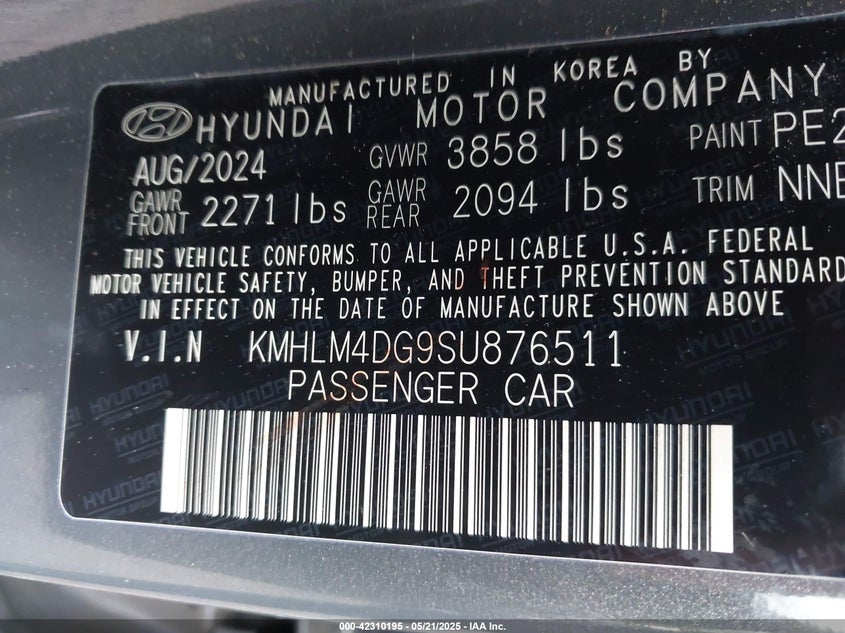 MANUFACTURED IN KOREA BY
HYUNDAI MOTOR COMPANY
AUG/2024 GVWR 3858 lbs PAINT PE2
GAWR FRONT 2271 lbs GAWR REAR 2094 lbs TRIM NNB
THIS VEHICLE CONFORMS TO ALL APPLICABLE U.S.A. FEDERAL
MOTOR VEHICLE SAFETY, BUMPER, AND THEFT PREVENTION STANDARD
IN EFFECT ON THE DATE OF MANUFACTURE SHOWN ABOVE
V.I.N KMHLM4DG9SU876511
PASSENGER CAR
000-42310195 - 05/21/2025 - IAA Inc.